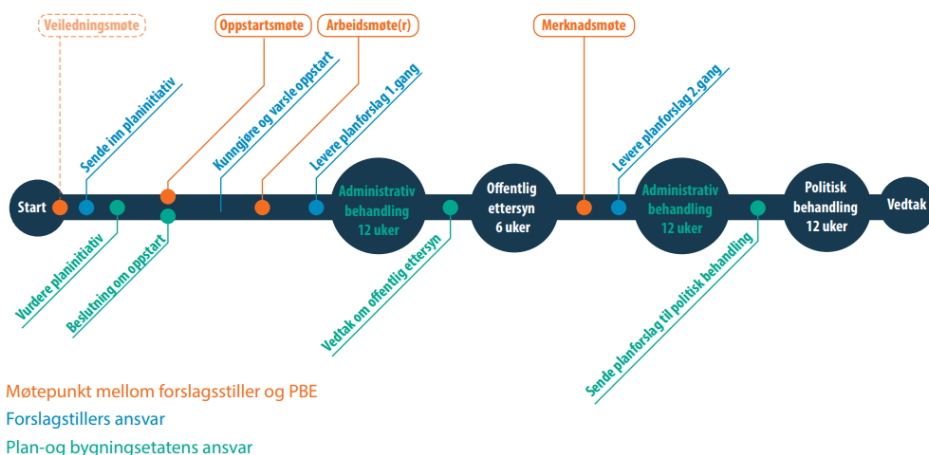 Veiledningsmøte
Oppstartsmøte
Arbeidsmøte(r)
Merknadsmøte
Sende inn planinitiativ
Kunngjøre og varsle oppstart
Levere planforslag 1.gang
Levere planforslag 2.gang
Start
Administrativ
behandling
12 uker
Offentlig
ettersyn
6 uker
Administrativ
behandling
12 uker
Politisk
behandling
12 uker
Vedtak
Vurdere planinitiativ
Beslutning om oppstart
Vedtak om offentlig ettersyn
Sende planforslag til politisk behandling
Møtepunkt mellom forslagsstiller og PBE
Forslagstillers ansvar
Plan-og bygningsetatens ansvar